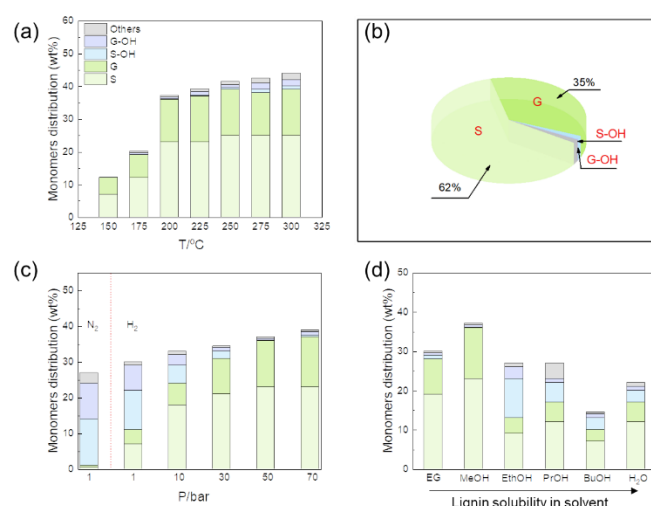 (a)
Monomers distribution (wt%)
60
50
40
30
20
10
0
Others
G-OH
S-OH
G
S
125 150 175 200 225 250 275 300 325
T/°C
(b)
35%
G
S
S-OH
G-OH
62%
(c)
Monomers distribution (wt%)
50
40
30
20
10
0
N₂
H₂
1 1 10 30 50 70
P/bar
(d)
Monomers distribution (wt%)
50
40
30
20
10
0
EG MeOH EthOH PrOH BuOH H₂O
Lignin solubility in solvent